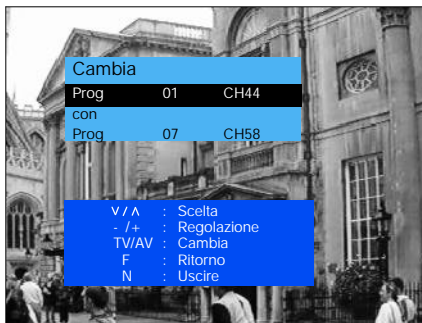 Cambia
Prog 01 CH44
con
Prog 07 CH58
V / Λ : Scelta
- /+ : Regolazione
TV/AV : Cambia
F : Ritorno
N : Uscire